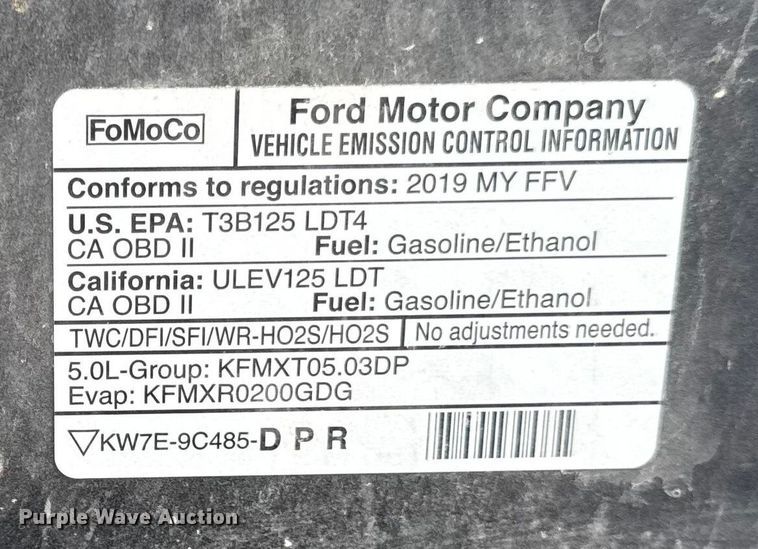 FoMoCo
Ford Motor Company
VEHICLE EMISSION CONTROL INFORMATION
Conforms to regulations: 2019 MY FFV
U.S. EPA: T3B125 LDT4
CA OBD II Fuel: Gasoline/Ethanol
California: ULEV125 LDT
CA OBD II Fuel: Gasoline/Ethanol
TWC/DFI/SFI/WR-HO2S/HO2S No adjustments needed.
5.0L-Group: KFMXT05.03DP
Evap: KFMXR0200GDG
KW7E-9C485-D P R
Purple Wave Auction